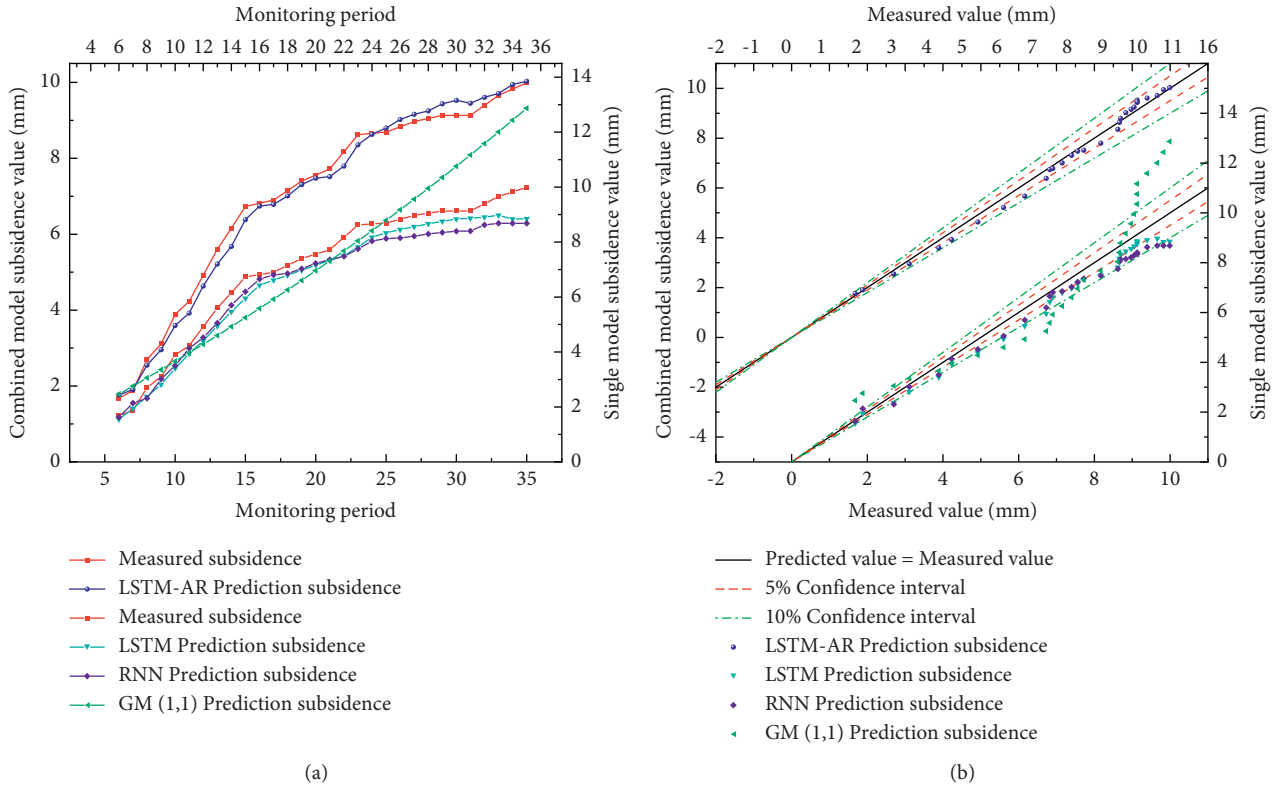 Monitoring period
4 6 8 10 12 14 16 18 20 22 24 26 28 30 32 34 36
Combined model subsidence value (mm)
10
8
6
4
2
0
14
12
10
8
6
4
2
0
Single model subsidence value (mm)
5 10 15 20 25 30 35
Monitoring period
Measured subsidence
LSTM-AR Prediction subsidence
Measured subsidence
LSTM Prediction subsidence
RNN Prediction subsidence
GM (1,1) Prediction subsidence
(a)
Measured value (mm)
-2 -1 0 1 2 3 4 5 6 7 8 9 10 11 16
Combined model subsidence value (mm)
10
8
6
4
2
0
-2
-4
14
12
10
8
6
4
2
0
Single model subsidence value (mm)
-2 0 2 4 6 8 10
Measured value (mm)
Predicted value = Measured value
5% Confidence interval
10% Confidence interval
LSTM-AR Prediction subsidence
LSTM Prediction subsidence
RNN Prediction subsidence
GM (1,1) Prediction subsidence
(b)